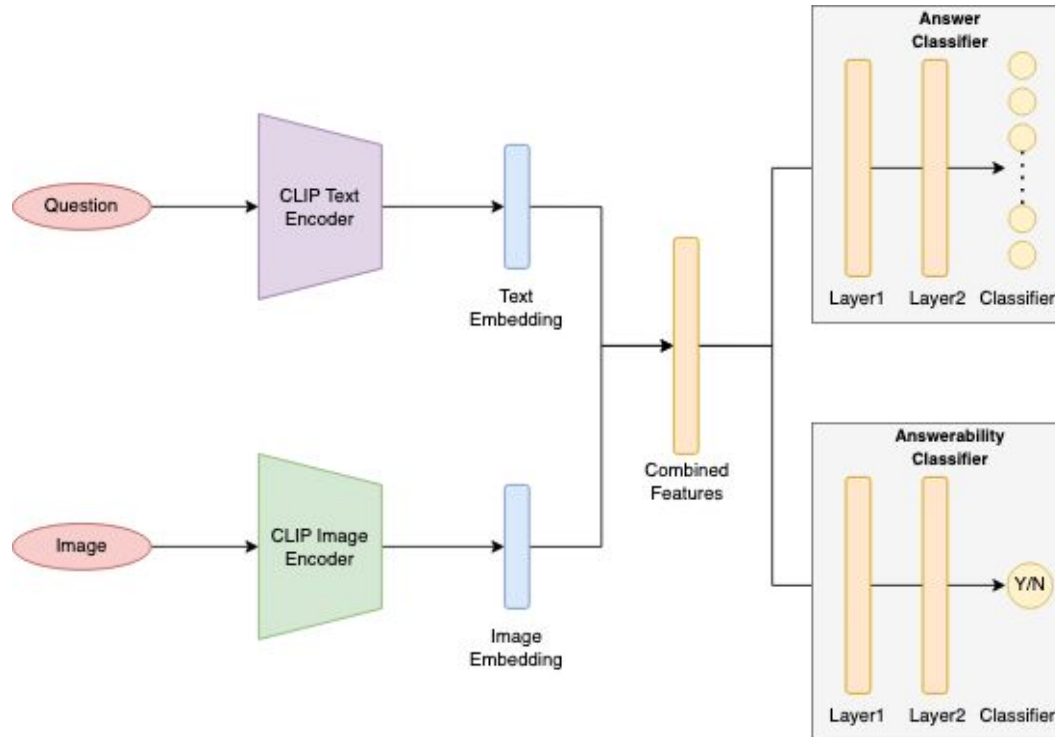 Question
CLIP Text
Encoder
Text
Embedding
Image
CLIP Image
Encoder
Image
Embedding
Combined
Features
Answer
Classifier
Layer1 Layer2 Classifier
Answerability
Classifier
Y/N
Layer1 Layer2 Classifier